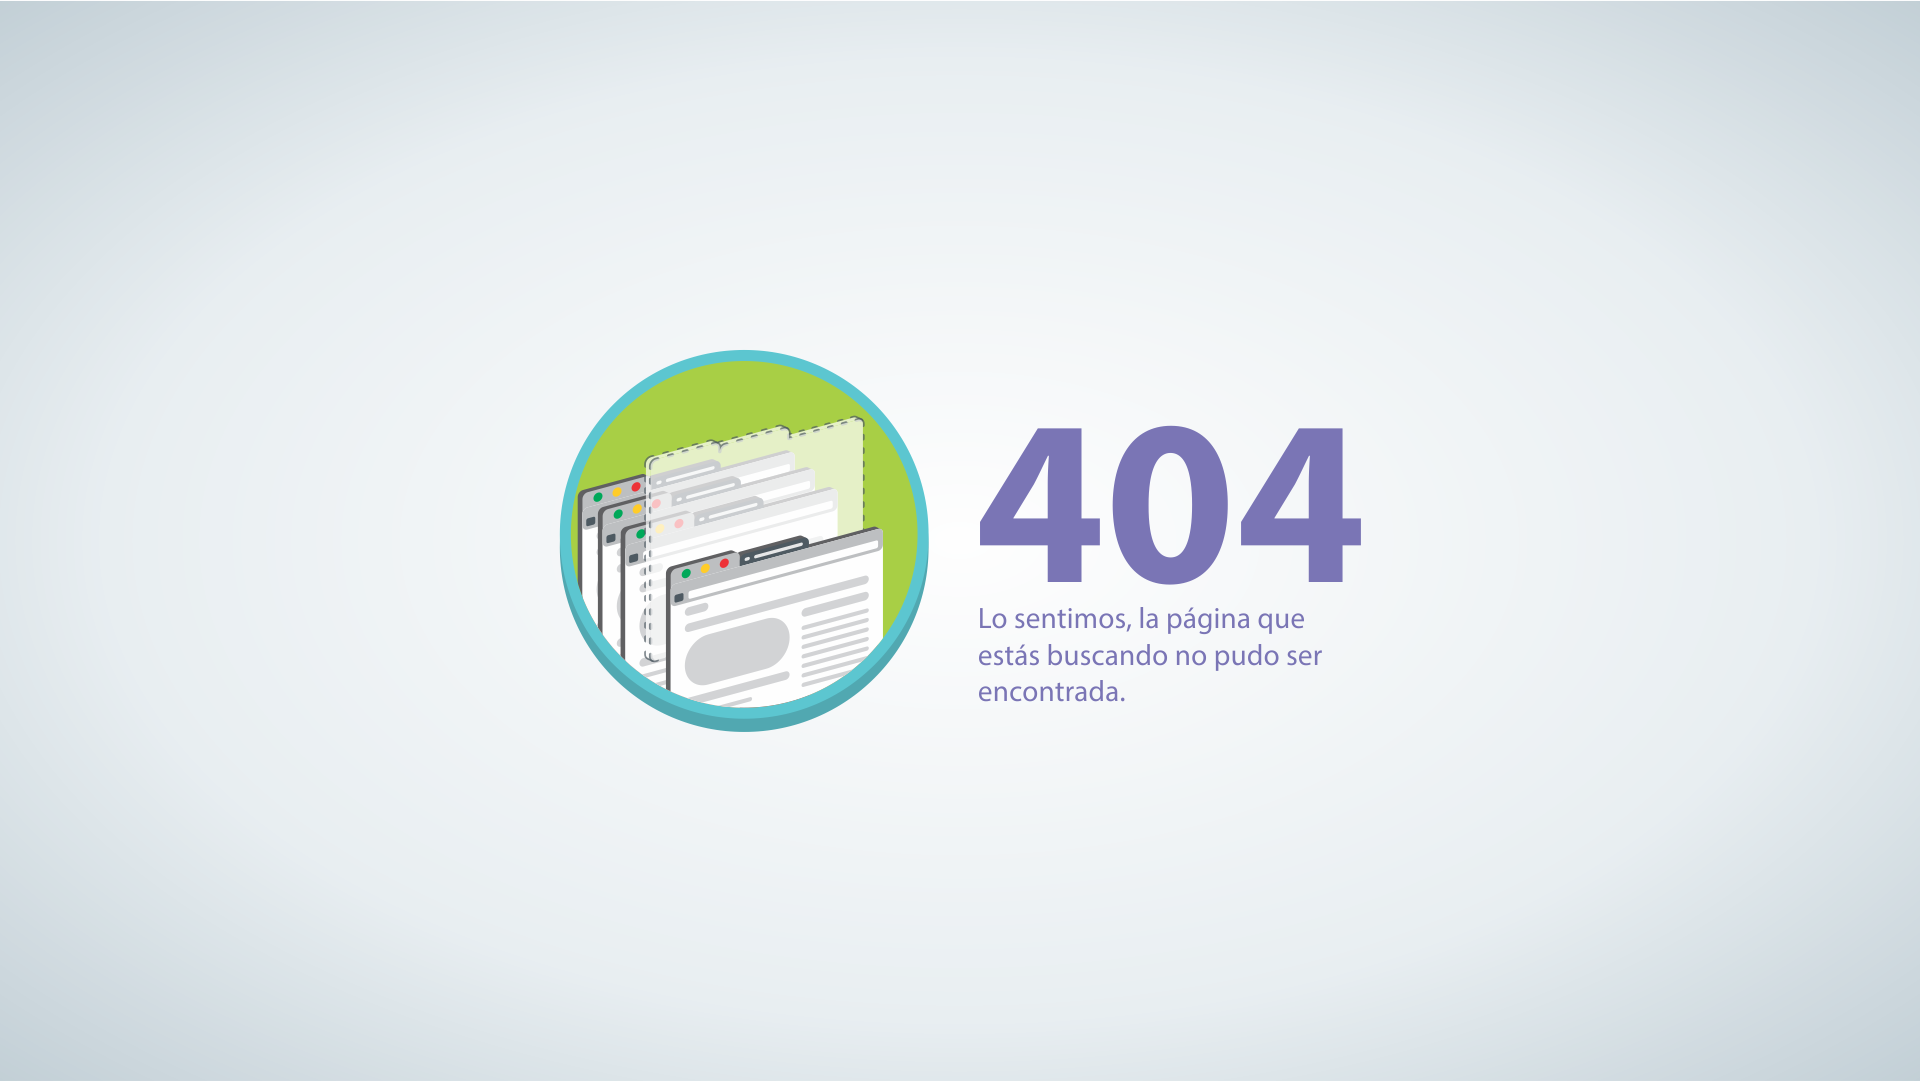 404
Lo sentimos, la página que
estás buscando no pudo ser
encontrada.